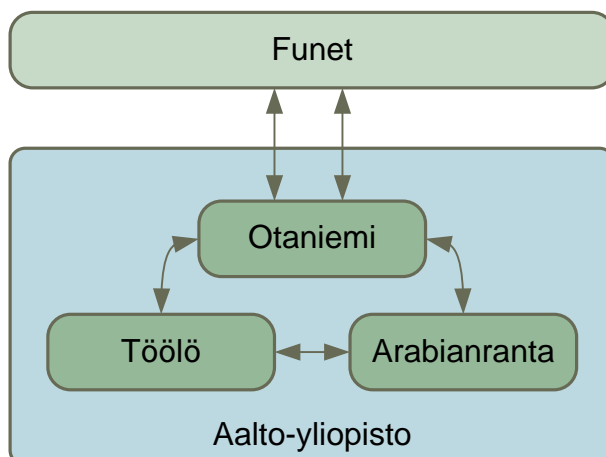 Funet
Otaniemi
Töölö
Arabianranta
Aalto-yliopisto